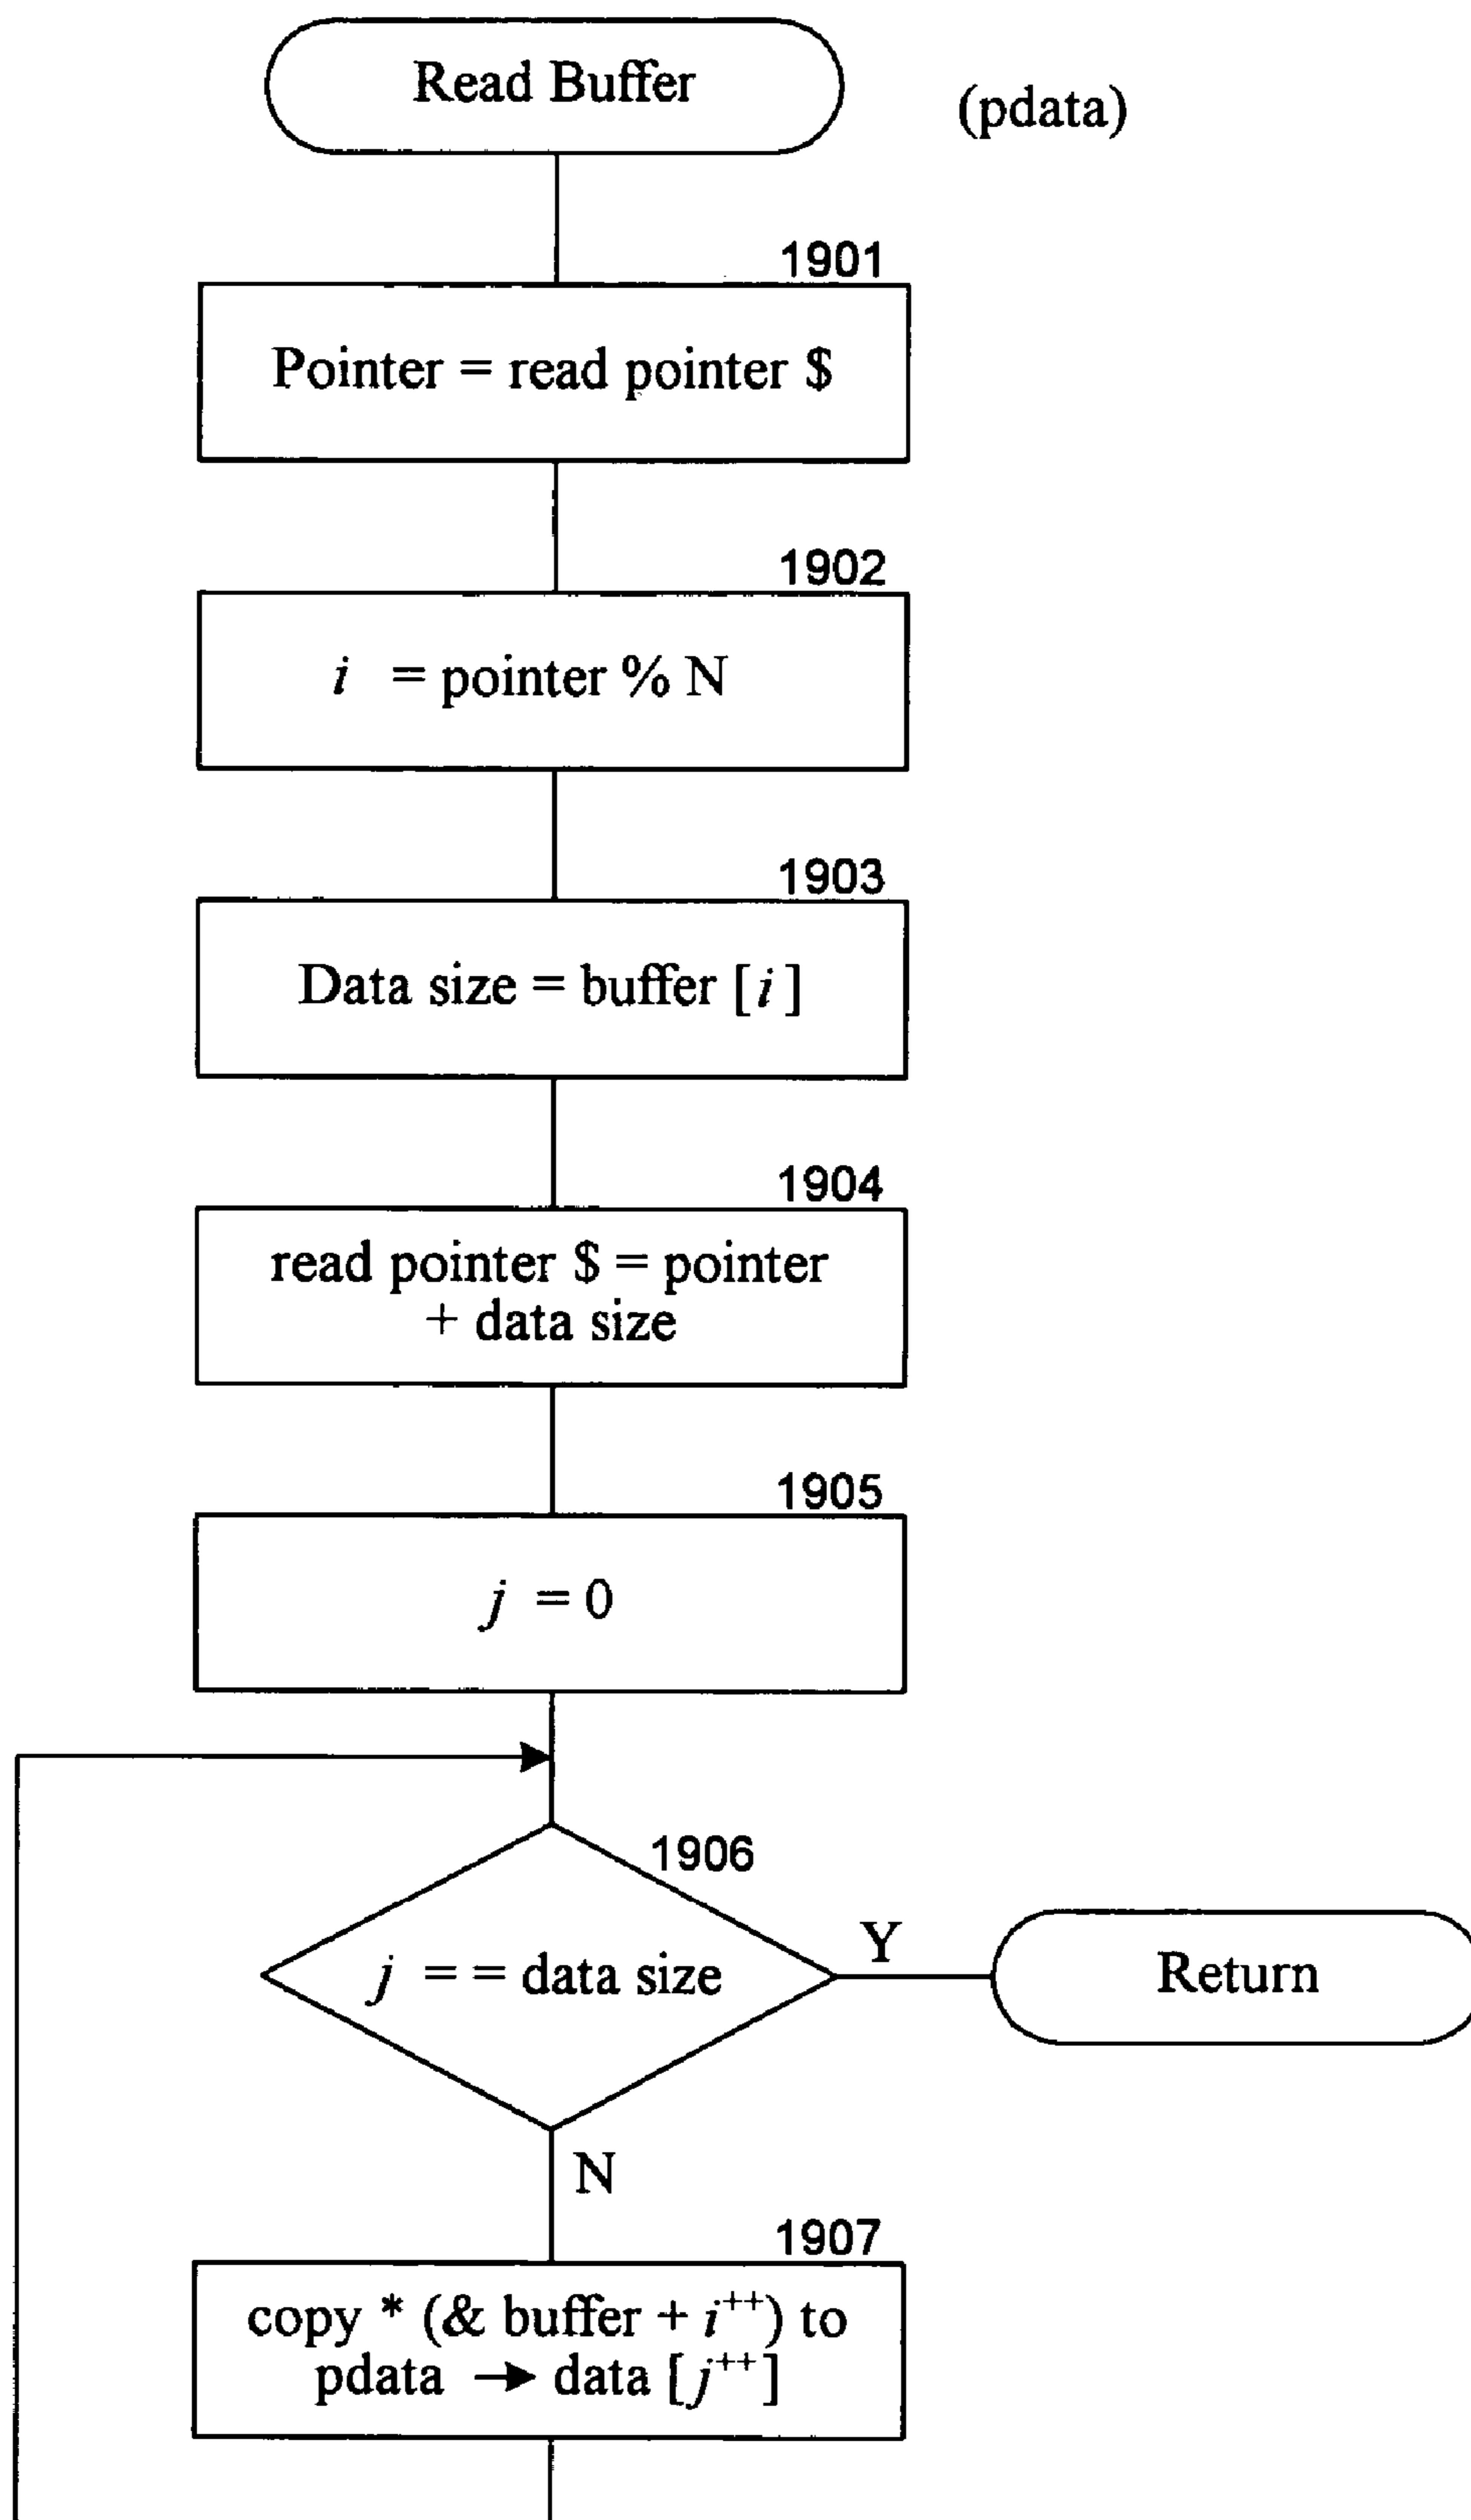 Read Buffer
(pdata)
1901
Pointer = read pointer $
1902
i = pointer % N
1903
Data size = buffer [ i ]
1904
read pointer $ = pointer
+ data size
1905
j = 0
1906
j = = data size
Y
Return
N
1907
copy * (& buffer + i++) to
pdata → data [ j++ ]